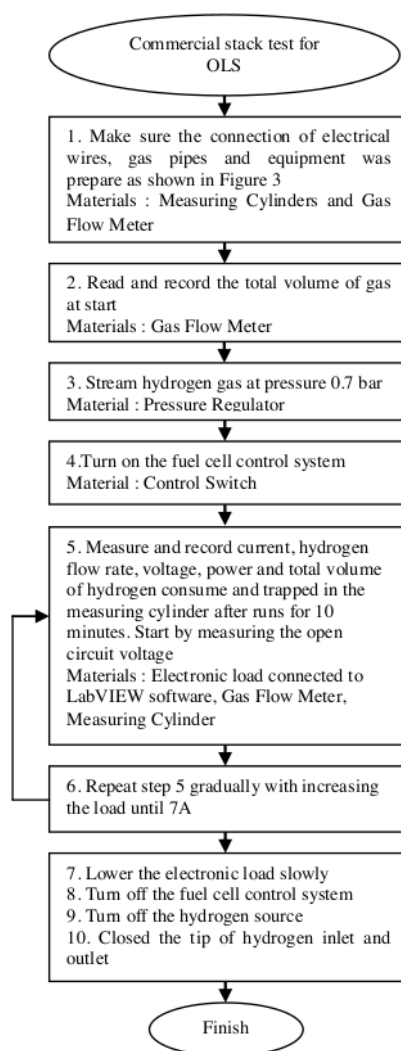 Commercial stack test for
OLS
1. Make sure the connection of electrical
wires, gas pipes and equipment was
prepare as shown in Figure 3
Materials : Measuring Cylinders and Gas
Flow Meter
2. Read and record the total volume of gas
at start
Materials : Gas Flow Meter
3. Stream hydrogen gas at pressure 0.7 bar
Material : Pressure Regulator
4.Turn on the fuel cell control system
Material : Control Switch
5. Measure and record current, hydrogen
flow rate, voltage, power and total volume
of hydrogen consume and trapped in the
measuring cylinder after runs for 10
minutes. Start by measuring the open
circuit voltage
Materials : Electronic load connected to
LabVIEW software, Gas Flow Meter,
Measuring Cylinder
6. Repeat step 5 gradually with increasing
the load until 7A
7. Lower the electronic load slowly
8. Turn off the fuel cell control system
9. Turn off the hydrogen source
10. Closed the tip of hydrogen inlet and
outlet
Finish